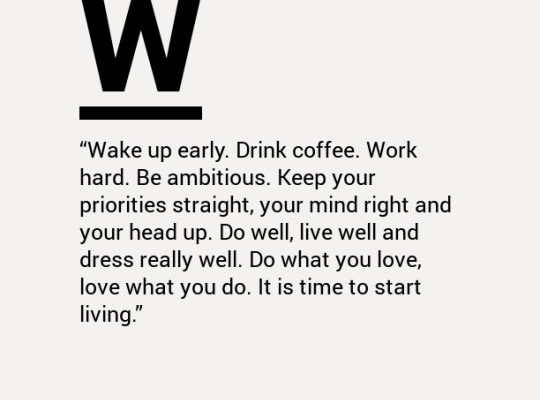 W
“Wake up early. Drink coffee. Work
hard. Be ambitious. Keep your
priorities straight, your mind right and
your head up. Do well, live well and
dress really well. Do what you love,
love what you do. It is time to start
living.”